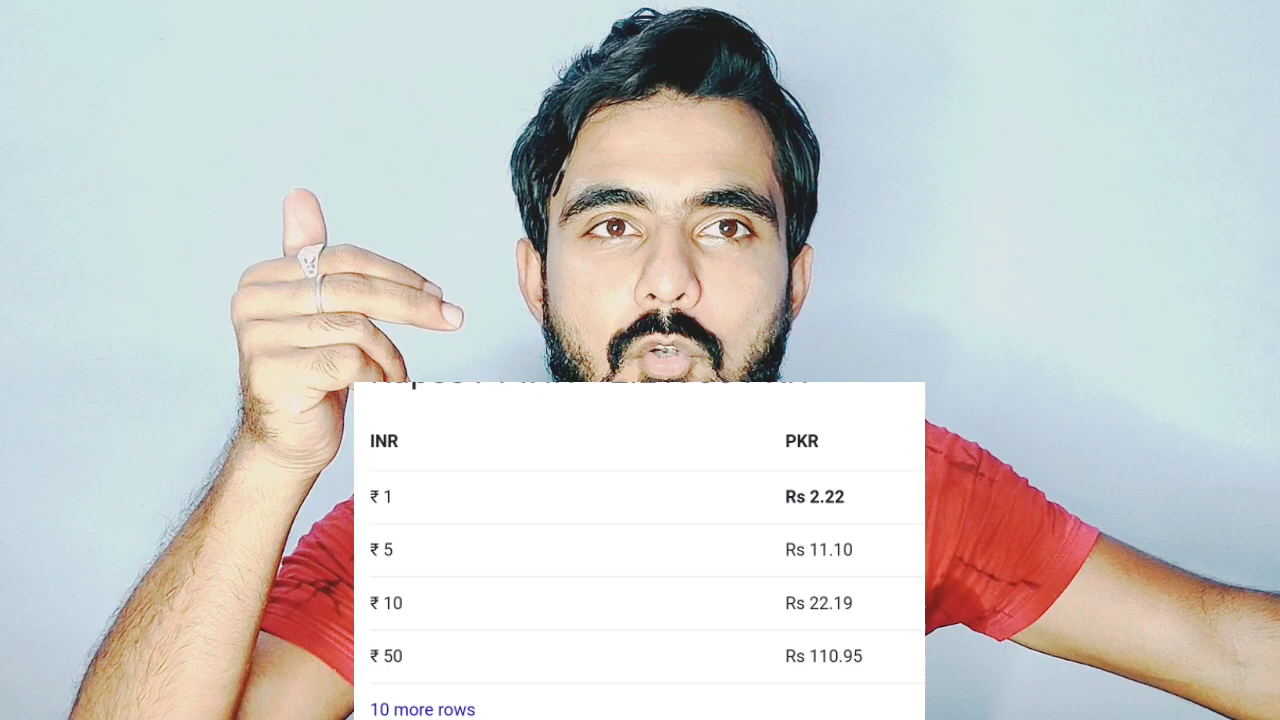 INR PKR
₹ 1 Rs 2.22
₹ 5 Rs 11.10
₹ 10 Rs 22.19
₹ 50 Rs 110.95
10 more rows